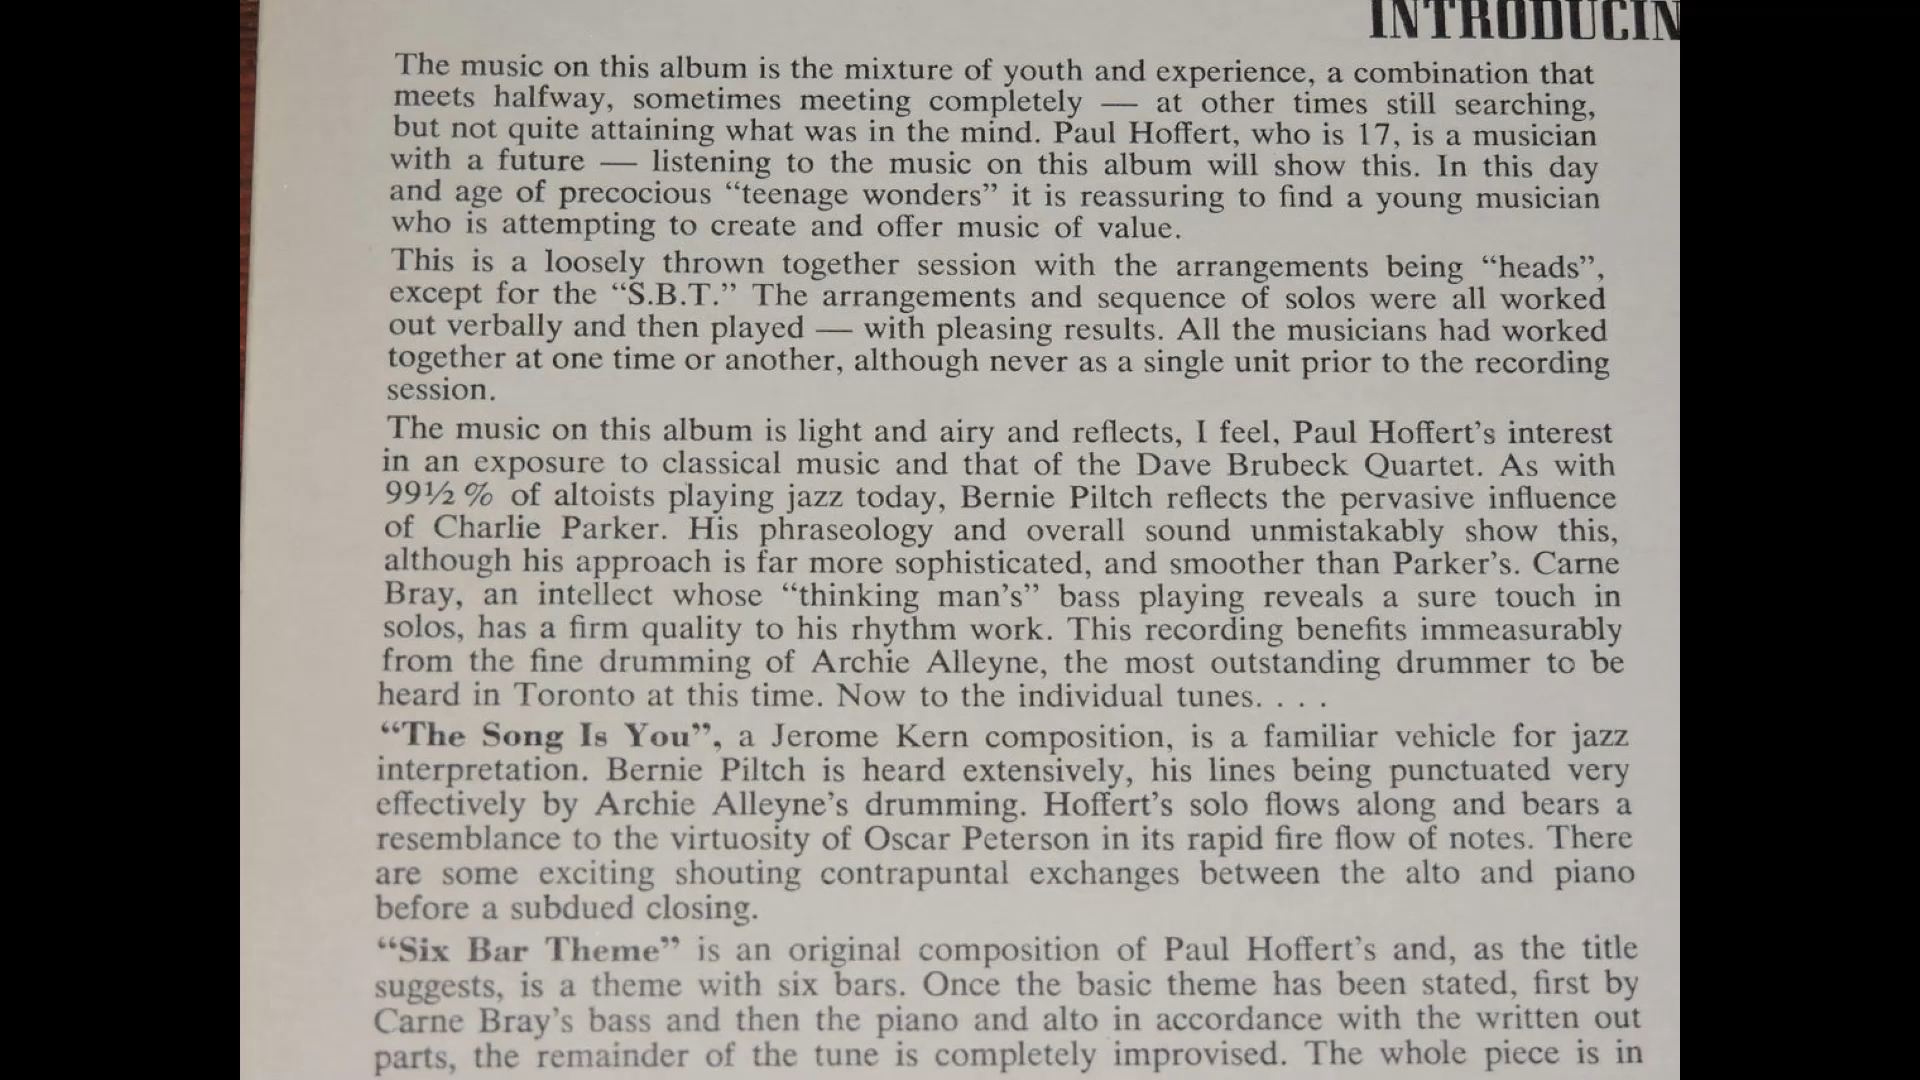 INTRODUCIN
The music on this album is the mixture of youth and experience, a combination that
meets halfway, sometimes meeting completely — at other times still searching,
but not quite attaining what was in the mind. Paul Hoffert, who is 17, is a musician
with a future — listening to the music on this album will show this. In this day
and age of precocious “teenage wonders” it is reassuring to find a young musician
who is attempting to create and offer music of value.
This is a loosely thrown together session with the arrangements being “heads”,
except for the “S.B.T.” The arrangements and sequence of solos were all worked
out verbally and then played — with pleasing results. All the musicians had worked
together at one time or another, although never as a single unit prior to the recording
session.
The music on this album is light and airy and reflects, I feel, Paul Hoffert's interest
in an exposure to classical music and that of the Dave Brubeck Quartet. As with
99½ % of altoists playing jazz today, Bernie Piltch reflects the pervasive influence
of Charlie Parker. His phraseology and overall sound unmistakably show this,
although his approach is far more sophisticated, and smoother than Parker's. Carne
Bray, an intellect whose “thinking man's” bass playing reveals a sure touch in
solos, has a firm quality to his rhythm work. This recording benefits immeasurably
from the fine drumming of Archie Alleyne, the most outstanding drummer to be
heard in Toronto at this time. Now to the individual tunes. . . .
“The Song Is You”, a Jerome Kern composition, is a familiar vehicle for jazz
interpretation. Bernie Piltch is heard extensively, his lines being punctuated very
effectively by Archie Alleyne's drumming. Hoffert's solo flows along and bears a
resemblance to the virtuosity of Oscar Peterson in its rapid fire flow of notes. There
are some exciting shouting contrapuntal exchanges between the alto and piano
before a subdued closing.
“Six Bar Theme” is an original composition of Paul Hoffert's and, as the title
suggests, is a theme with six bars. Once the basic theme has been stated, first by
Carne Bray's bass and then the piano and alto in accordance with the written out
parts, the remainder of the tune is completely improvised. The whole piece is in